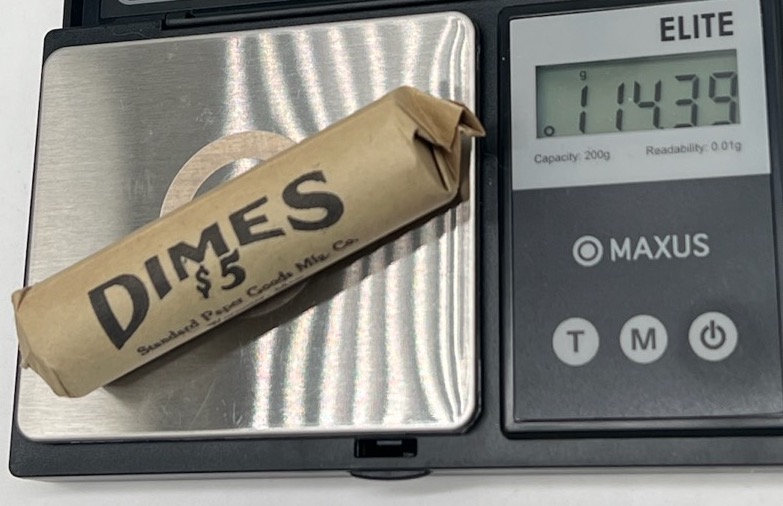 DIMES
$5
Standard Paper Goods Mfg. Co.
ELITE
g
114.39
Capacity: 200g
Readability: 0.01g
MAXUS
T
M